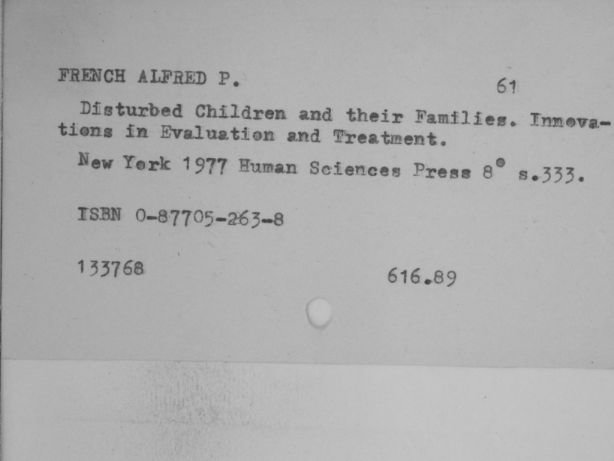 FRENCH ALFRED P.
61
Disturbed Children and their Families. Innova-
tions in Evaluation and Treatment.
New York 1977 Human Sciences Press 8° s.333.
ISBN 0-87705-263-8
133768
616.89